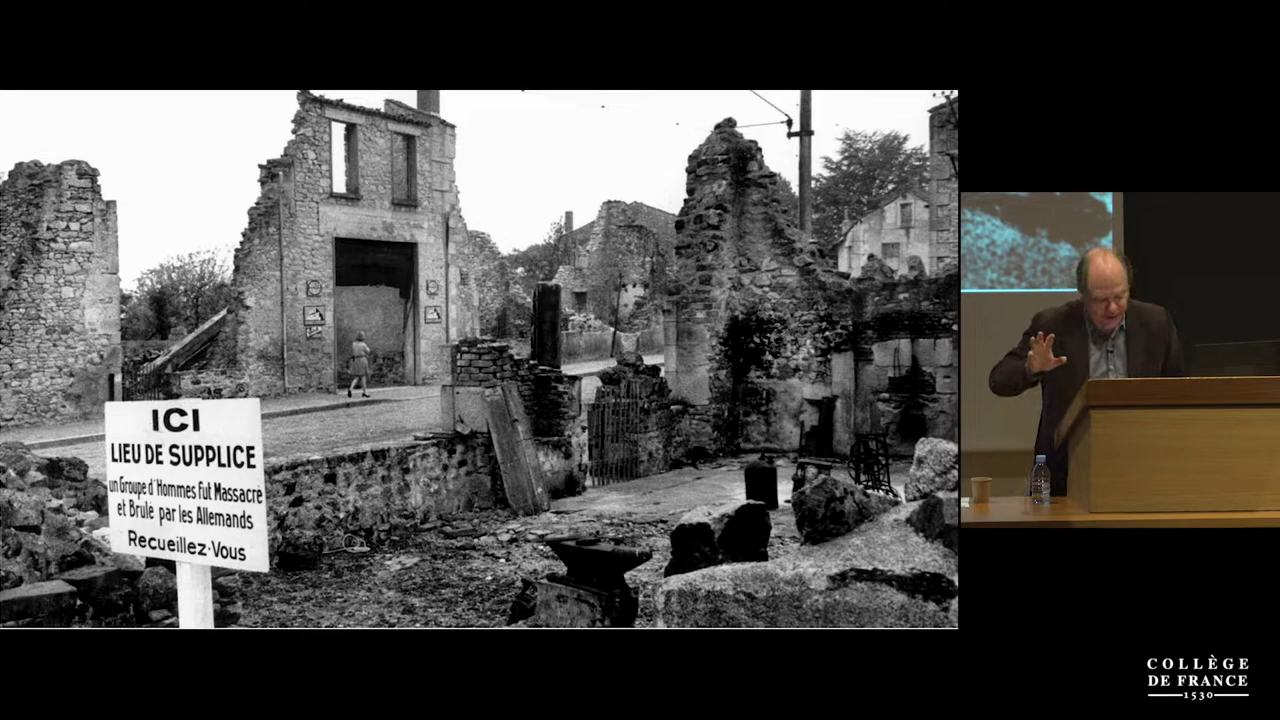 ICI
LIEU DE SUPPLICE
un Groupe d'Hommes fut Massacré
et Brulé par les Allemands
Recueillez-Vous
COLLÈGE
DE FRANCE
1530